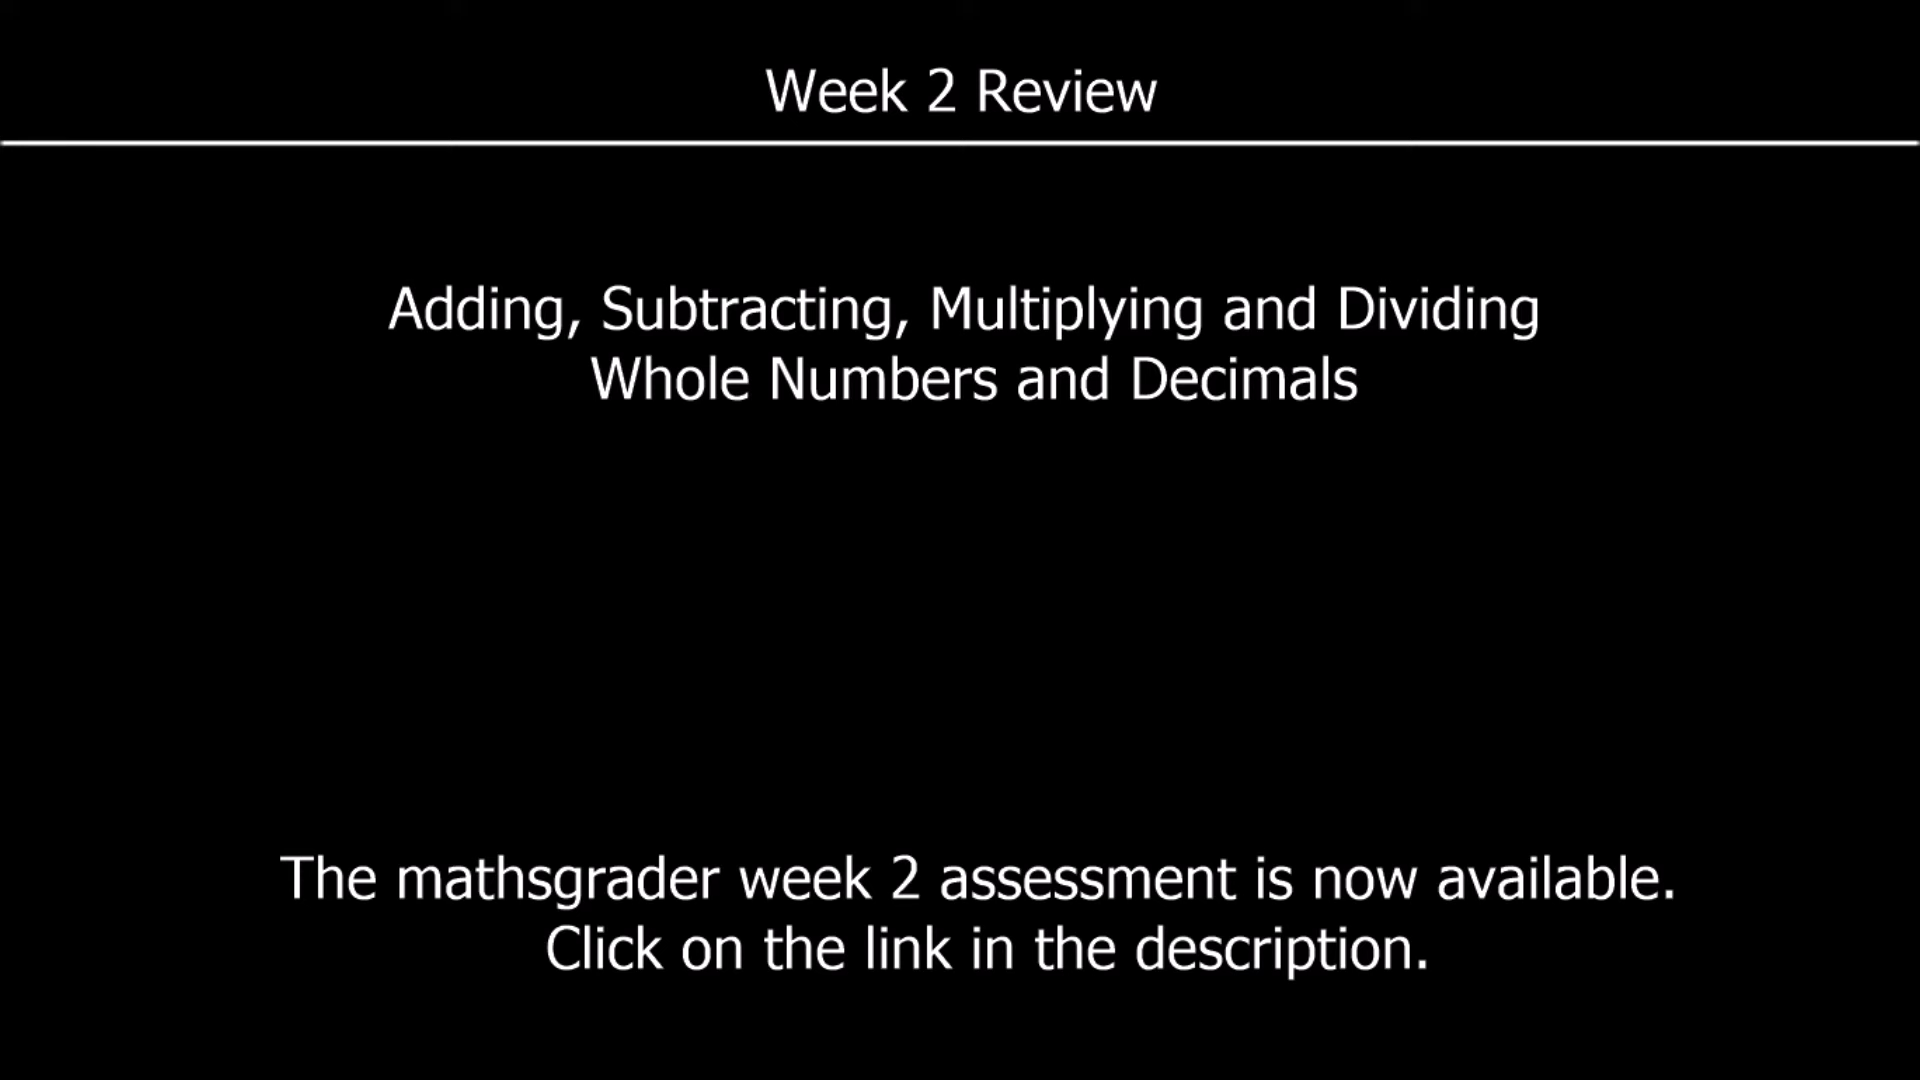 Week 2 Review
Adding, Subtracting, Multiplying and Dividing
Whole Numbers and Decimals
The mathsgrader week 2 assessment is now available.
Click on the link in the description.